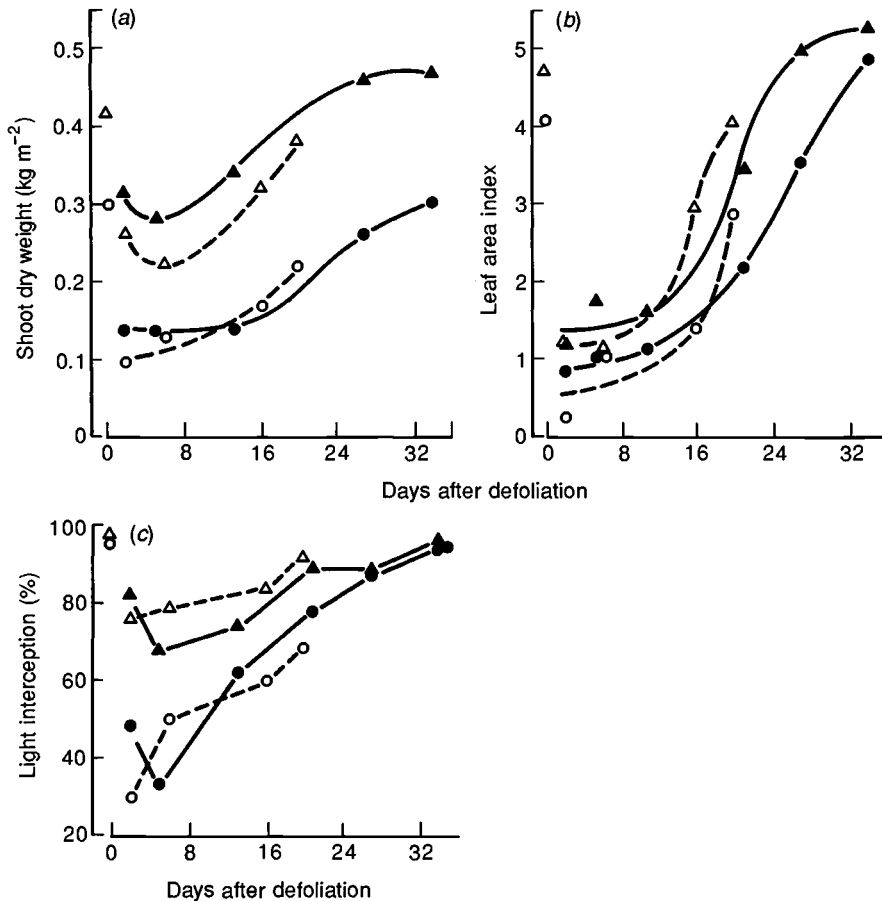 (a)
Shoot dry weight (kg m⁻²)
0.5
0.4
0.3
0.2
0.1
0
0 8 16 24 32
(b)
Leaf area index
5
4
3
2
1
0
0 8 16 24 32
Days after defoliation
(c)
Light interception (%)
100
80
60
40
20
0 8 16 24 32
Days after defoliation